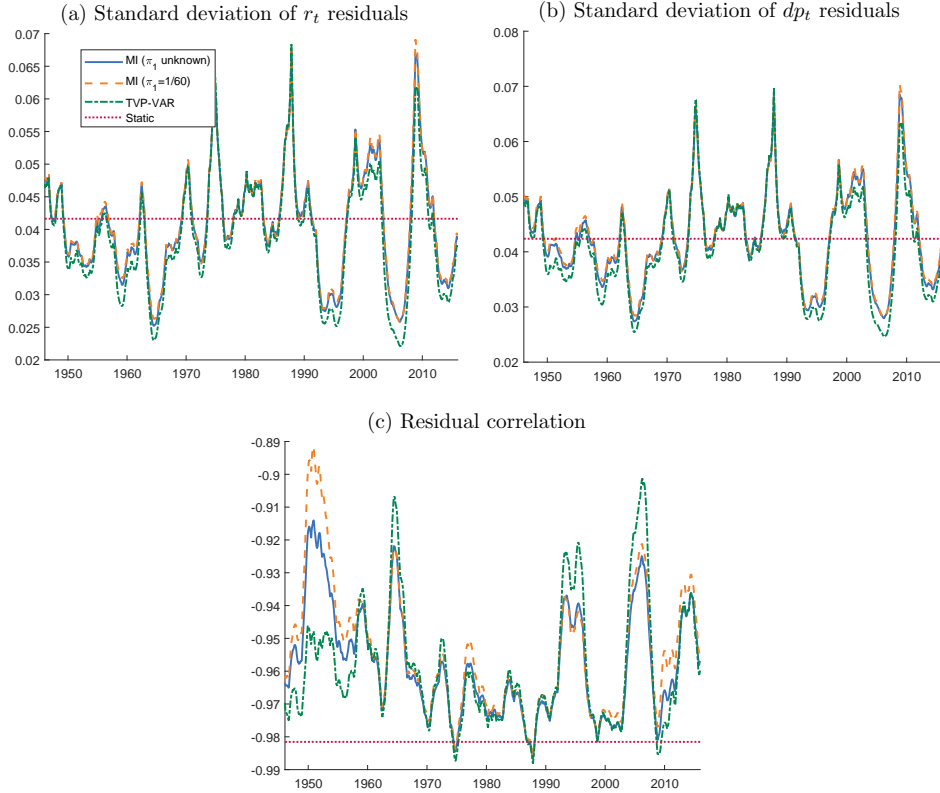 (a) Standard deviation of r_t residuals
0.07
0.065
0.06
0.055
0.05
0.045
0.04
0.035
0.03
0.025
0.02
MI (π_1 unknown)
MI (π_1=1/60)
TVP-VAR
Static
1950 1960 1970 1980 1990 2000 2010
(b) Standard deviation of dp_t residuals
0.08
0.07
0.06
0.05
0.04
0.03
0.02
1950 1960 1970 1980 1990 2000 2010
(c) Residual correlation
-0.89
-0.9
-0.91
-0.92
-0.93
-0.94
-0.95
-0.96
-0.97
-0.98
-0.99
1950 1960 1970 1980 1990 2000 2010